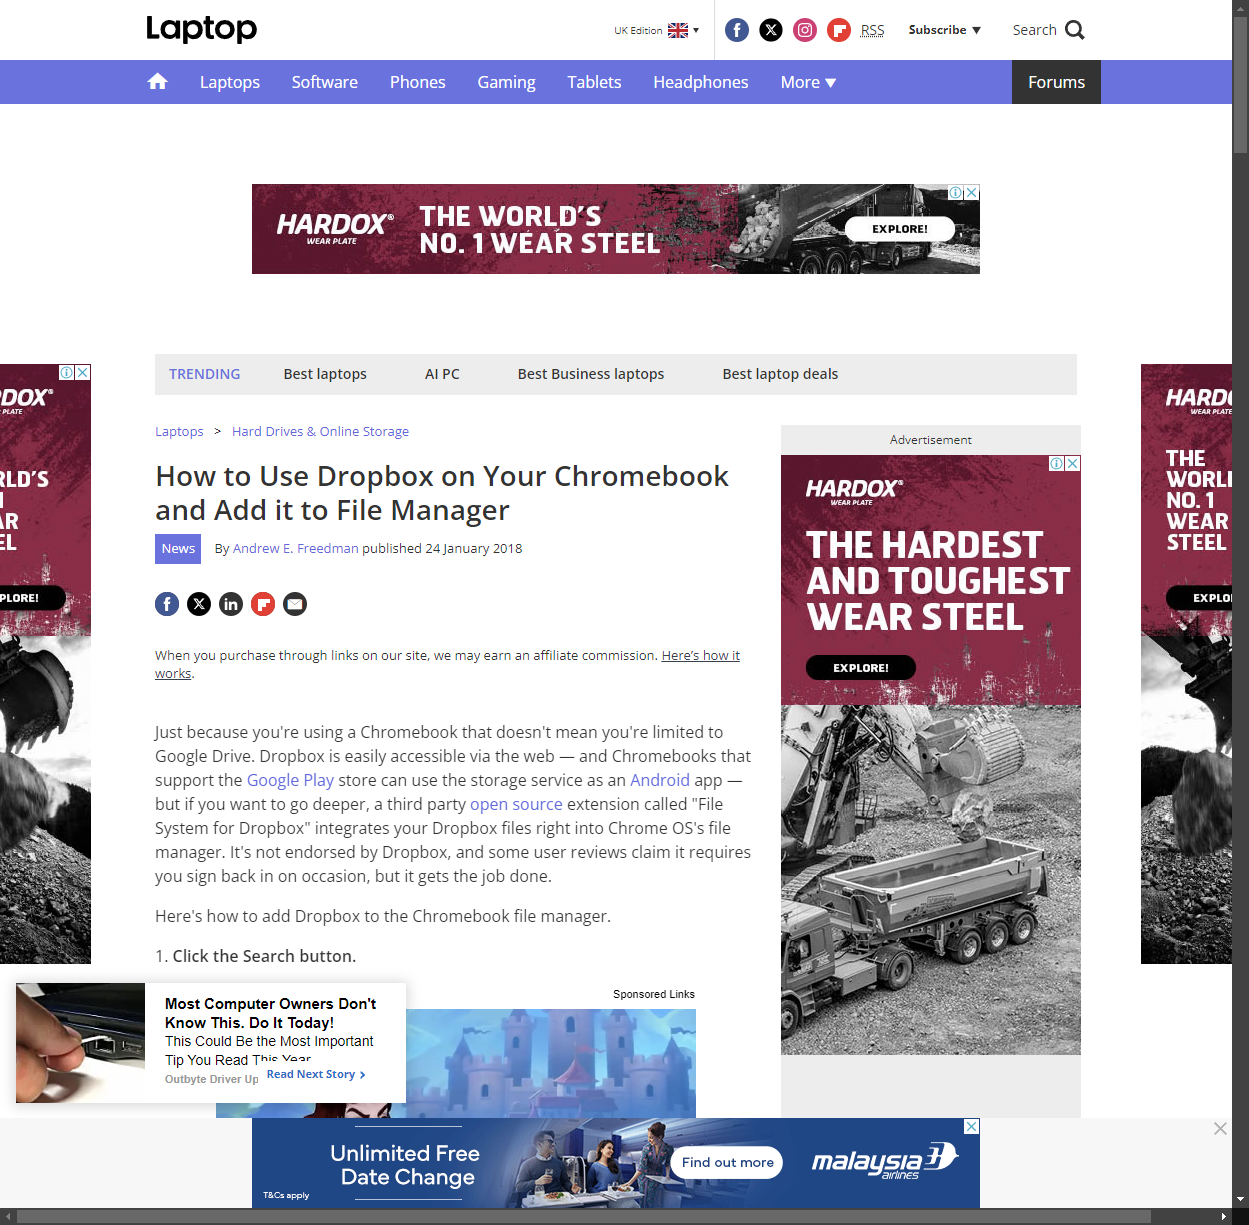 Laptop
UK Edition
RSS
Subscribe
Search
Laptops
Software
Phones
Gaming
Tablets
Headphones
More
Forums
HARDOX®
WEAR PLATE
THE WORLD'S
NO. 1 WEAR STEEL
EXPLORE!
TRENDING
Best laptops
AI PC
Best Business laptops
Best laptop deals
Laptops > Hard Drives & Online Storage
How to Use Dropbox on Your Chromebook
and Add it to File Manager
News
By Andrew E. Freedman published 24 January 2018
When you purchase through links on our site, we may earn an affiliate commission. Here's how it
works.
Just because you're using a Chromebook that doesn't mean you're limited to
Google Drive. Dropbox is easily accessible via the web — and Chromebooks that
support the Google Play store can use the storage service as an Android app —
but if you want to go deeper, a third party open source extension called "File
System for Dropbox" integrates your Dropbox files right into Chrome OS's file
manager. It's not endorsed by Dropbox, and some user reviews claim it requires
you sign back in on occasion, but it gets the job done.
Here's how to add Dropbox to the Chromebook file manager.
1. Click the Search button.
Sponsored Links
Advertisement
HARDOX®
WEAR PLATE
THE HARDEST
AND TOUGHEST
WEAR STEEL
EXPLORE!
DOX®
PLATE
RLD'S
AR
EL
PLORE!
HARDO
WEAR PLATE
THE
WORL
NO. 1
WEAR
STEEL
EXPLO
Most Computer Owners Don't
Know This. Do It Today!
This Could Be the Most Important
Tip You Read This Year
Outbyte Driver Up
Read Next Story
Unlimited Free
Date Change
T&Cs apply
Find out more
malaysia
airlines